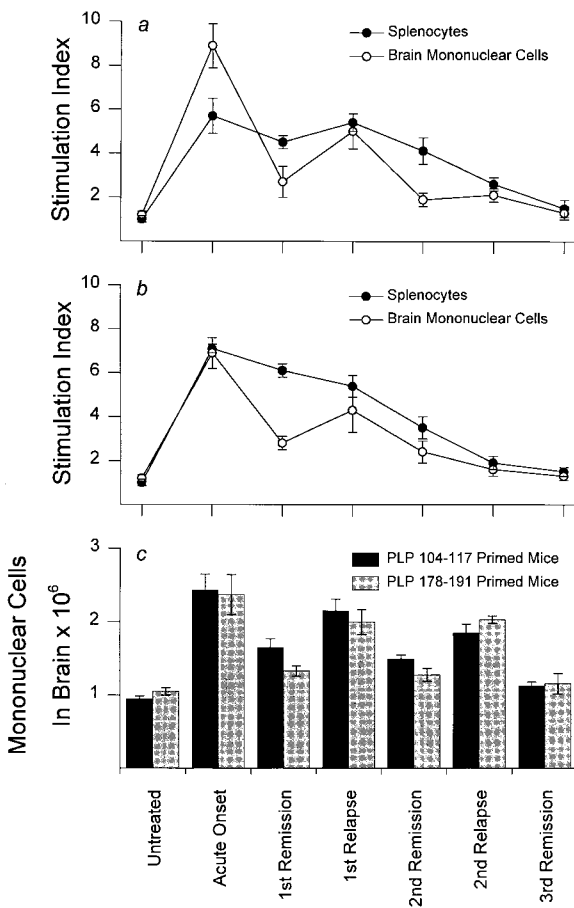 10
8
6
4
2
Stimulation Index
a
Splenocytes
Brain Mononuclear Cells
10
8
6
4
2
Stimulation Index
b
Splenocytes
Brain Mononuclear Cells
3
2
1
Mononuclear Cells
In Brain x 10⁶
c
PLP 104-117 Primed Mice
PLP 178-191 Primed Mice
Untreated
Acute Onset
1st Remission
1st Relapse
2nd Remission
2nd Relapse
3rd Remission